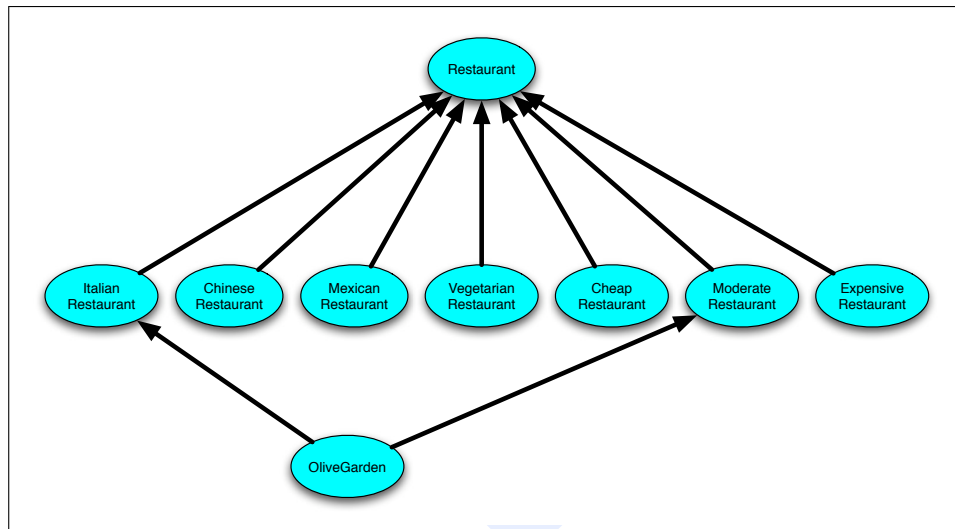 Restaurant
Italian
Restaurant
Chinese
Restaurant
Mexican
Restaurant
Vegetarian
Restaurant
Cheap
Restaurant
Moderate
Restaurant
Expensive
Restaurant
OliveGarden